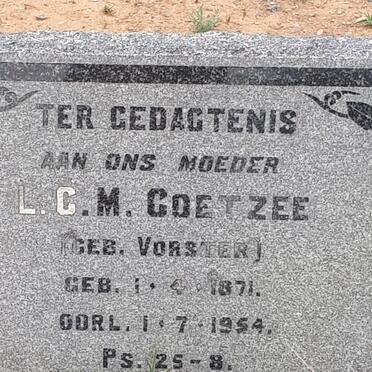 TER GEDAGTENIS
AAN ONS MOEDER
L.C.M. COETZEE
(GEB. VORSTER)
GEB. 1·4·1871.
OORL. 1·7·1954.
PS. 25-8.